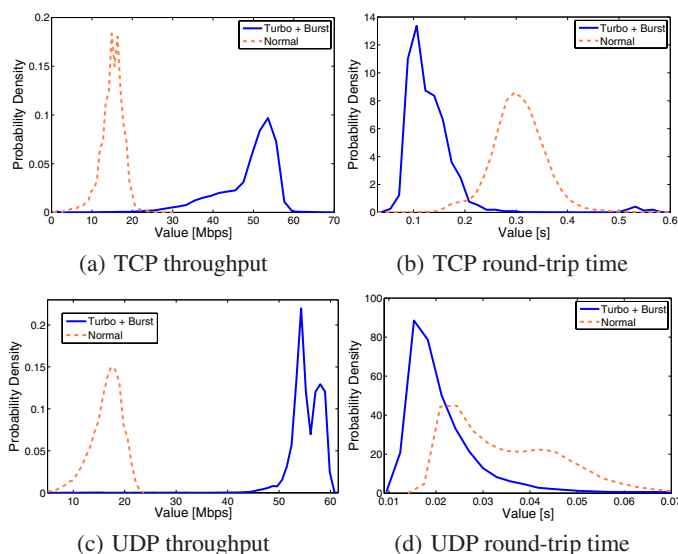 Turbo + Burst
Normal
0.2
0.15
0.1
0.05
0
Probability Density
0 10 20 30 40 50 60 70
Value [Mbps]
(a) TCP throughput
Turbo + Burst
Normal
14
12
10
8
6
4
2
0
Probability Density
0.1 0.2 0.3 0.4 0.5 0.6
Value [s]
(b) TCP round-trip time
Turbo + Burst
Normal
0.2
0.15
0.1
0.05
0
Probability Density
10 20 30 40 50 60
Value [Mbps]
(c) UDP throughput
Turbo + Burst
Normal
100
80
60
40
20
0
Probability Density
0.01 0.02 0.03 0.04 0.05 0.06 0.07
Value [s]
(d) UDP round-trip time